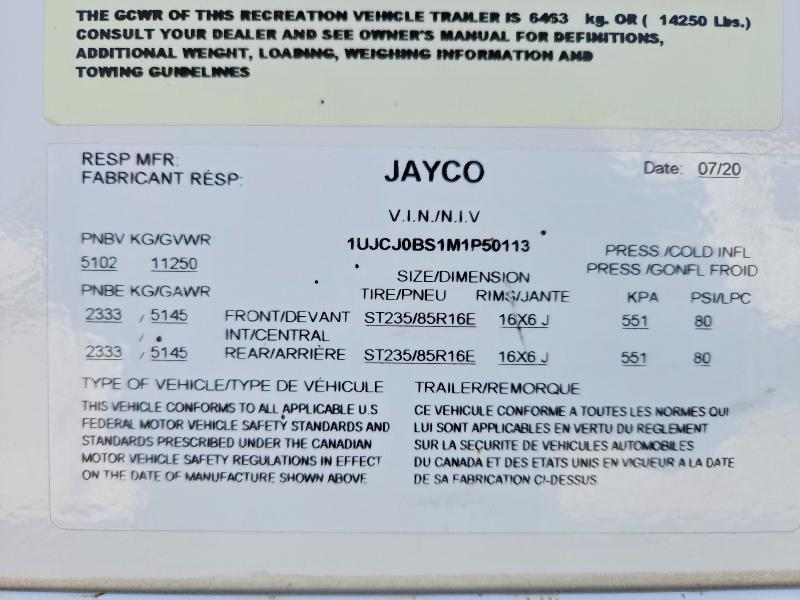 THE GCWR OF THIS RECREATION VEHICLE TRAILER IS 6463 kg. OR ( 14250 Lbs.)
CONSULT YOUR DEALER AND SEE OWNER'S MANUAL FOR DEFINITIONS,
ADDITIONAL WEIGHT, LOADING, WEIGHING INFORMATION AND
TOWING GUIDELINES
RESP MFR: JAYCO Date: 07/20
FABRICANT RESP:
V.I.N./N.I.V
PNBV KG/GVWR 1UJCJ0BS1M1P50113 PRESS./COLD INFL
5102 11250 SIZE/DIMENSION PRESS /GONFL FROID
PNBE KG/GAWR TIRE/PNEU RIMS/JANTE KPA PSI/LPC
2333 / 5145 FRONT/DEVANT ST235/85R16E 16X6 J 551 80
/ INT/CENTRAL
2333 / 5145 REAR/ARRIÈRE ST235/85R16E 16X6 J 551 80
TYPE OF VEHICLE/TYPE DE VÉHICULE TRAILER/REMORQUE
THIS VEHICLE CONFORMS TO ALL APPLICABLE U.S
FEDERAL MOTOR VEHICLE SAFETY STANDARDS AND
STANDARDS PRESCRIBED UNDER THE CANADIAN
MOTOR VEHICLE SAFETY REGULATIONS IN EFFECT
ON THE DATE OF MANUFACTURE SHOWN ABOVE
CE VEHICULE CONFORME A TOUTES LES NORMES QUI
LUI SONT APPLICABLES EN VERTU DU REGLEMENT
SUR LA SECURITE DE VEHICULES AUTOMOBILES
DU CANADA ET DES ETATS UNIS EN VIGUEUR A LA DATE
DE SA FABRICATION CI-DESSUS